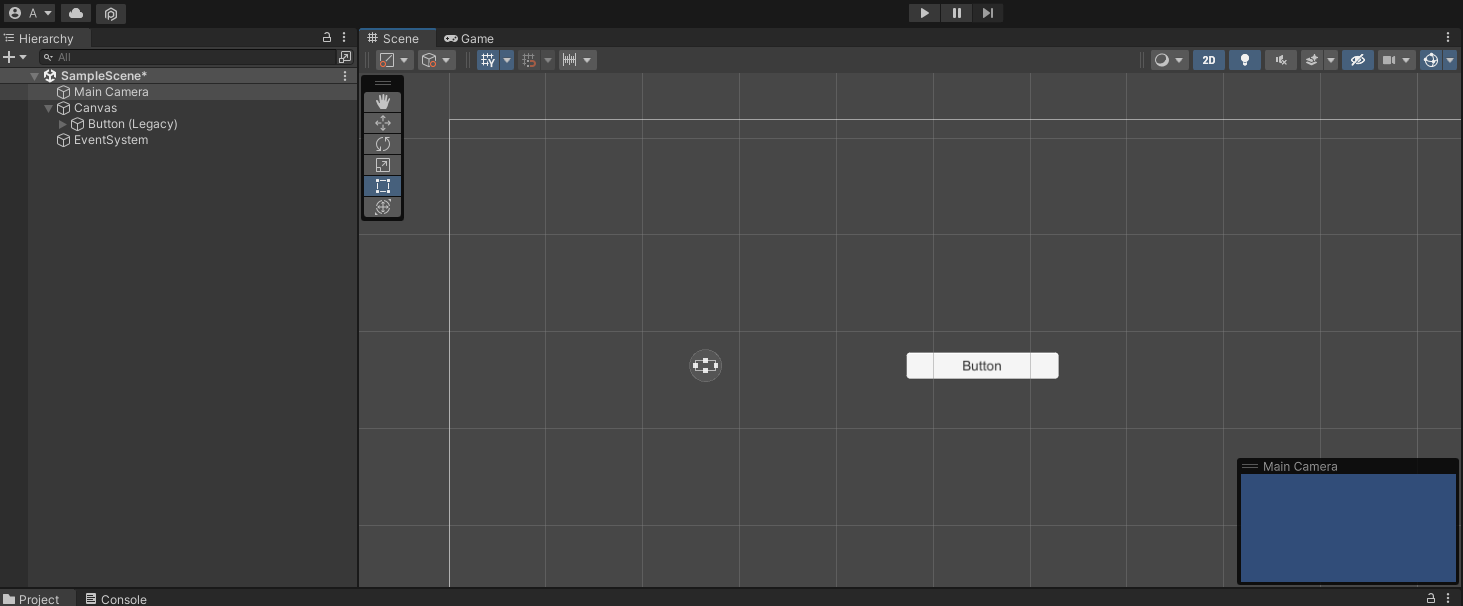 A
Hierarchy
Scene
Game
All
2D
SampleScene*
Main Camera
Canvas
Button (Legacy)
EventSystem
Button
Main Camera
Project
Console